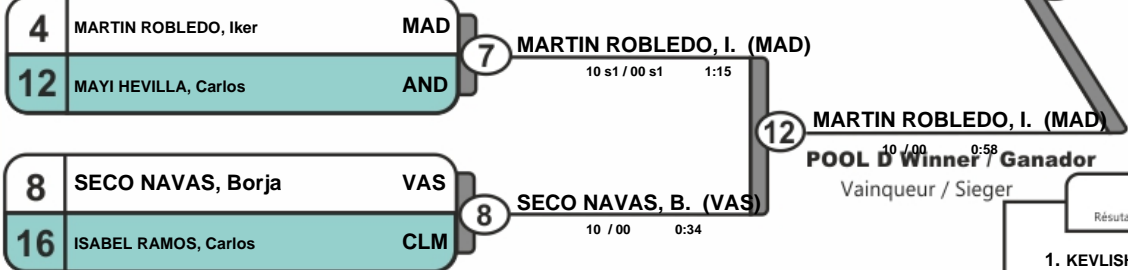 4 MARTIN ROBLEDO, Iker MAD
12 MAYI HEVILLA, Carlos AND
7
MARTIN ROBLEDO, I. (MAD)
10 s1 / 00 s1 1:15
8 SECO NAVAS, Borja VAS
16 ISABEL RAMOS, Carlos CLM
8
SECO NAVAS, B. (VAS)
10 / 00 0:34
12
MARTIN ROBLEDO, I. (MAD)
10 / 00 0:58
POOL D Winner / Ganador
Vainqueur / Sieger
1. KEVLISH